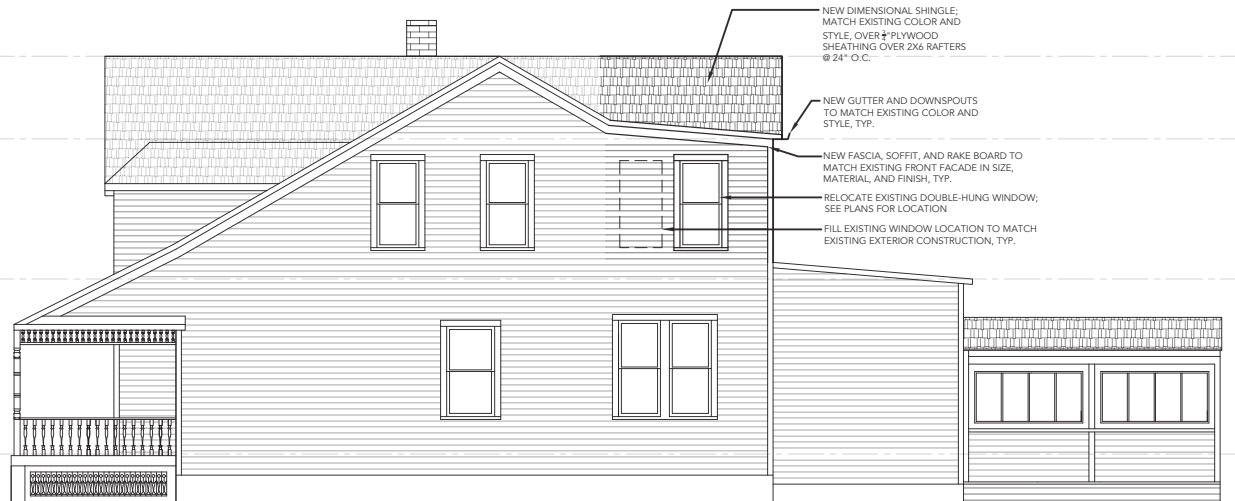 NEW DIMENSIONAL SHINGLE;
MATCH EXISTING COLOR AND
STYLE, OVER PLYWOOD
SHEATHING OVER 2X6 RAFTERS
@ 24" O.C.
NEW GUTTER AND DOWNSPOUTS
TO MATCH EXISTING COLOR AND
STYLE, TYP.
NEW FASCIA, SOFFIT, AND RAKE BOARD TO
MATCH EXISTING FRONT FACADE IN SIZE,
MATERIAL, AND FINISH, TYP.
RELOCATE EXISTING DOUBLE-HUNG WINDOW;
SEE PLANS FOR LOCATION
FILL EXISTING WINDOW LOCATION TO MATCH
EXISTING EXTERIOR CONSTRUCTION, TYP.